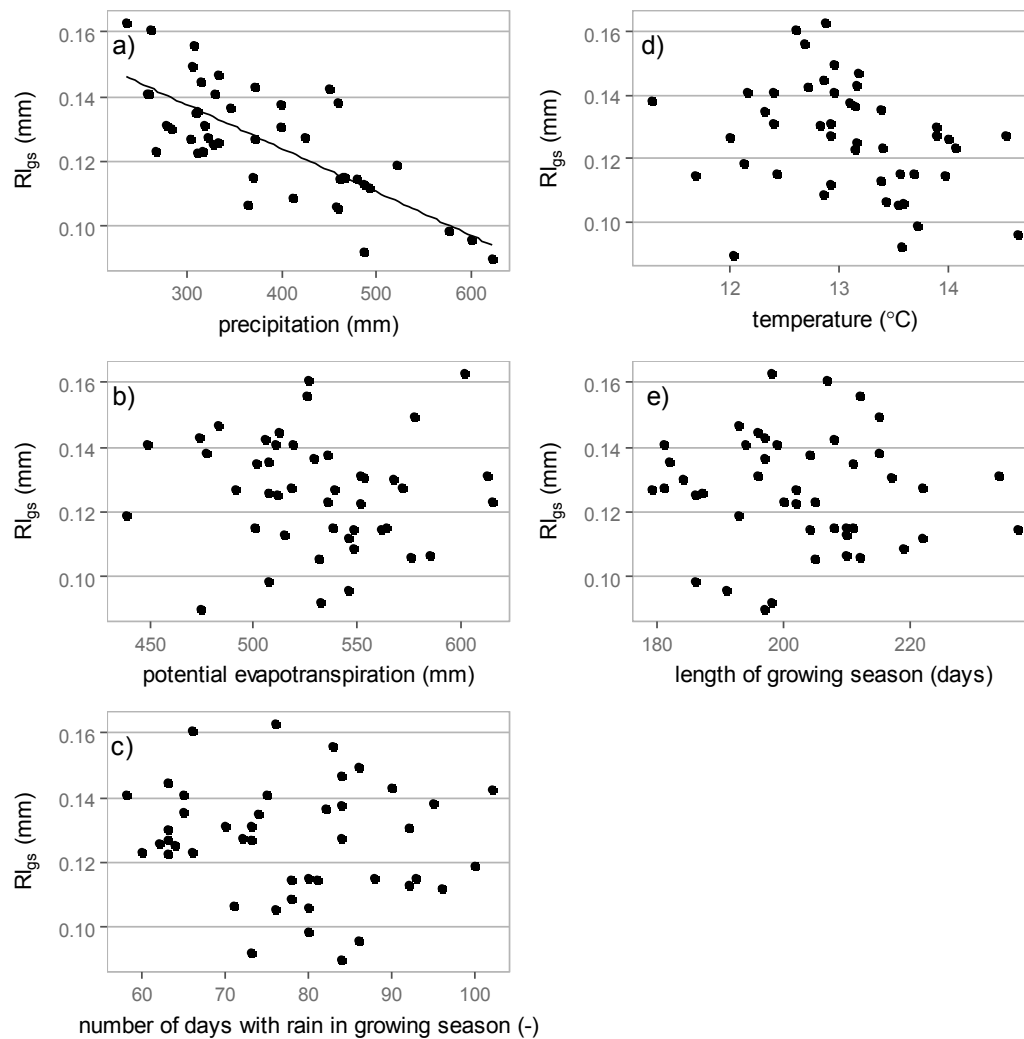 a)
0.16
0.14
0.12
0.10
RIgs (mm)
300 400 500 600
precipitation (mm)
d)
0.16
0.14
0.12
0.10
RIgs (mm)
12 13 14
temperature (°C)
b)
0.16
0.14
0.12
0.10
RIgs (mm)
450 500 550 600
potential evapotranspiration (mm)
e)
0.16
0.14
0.12
0.10
RIgs (mm)
180 200 220
length of growing season (days)
c)
0.16
0.14
0.12
0.10
RIgs (mm)
60 70 80 90 100
number of days with rain in growing season (-)